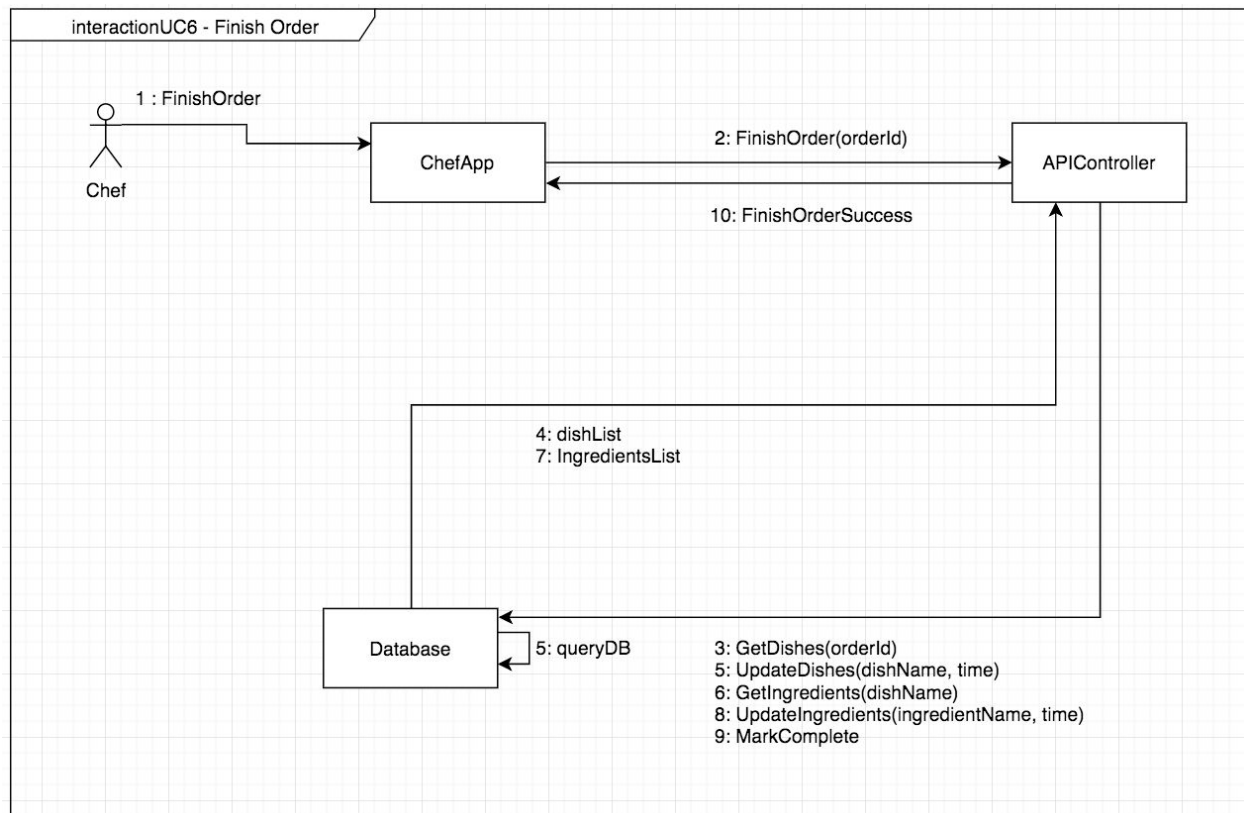 interactionUC6 - Finish Order
1 : FinishOrder
Chef
ChefApp
2: FinishOrder(orderId)
APIController
10: FinishOrderSuccess
4: dishList
7: IngredientsList
Database
5: queryDB
3: GetDishes(orderId)
5: UpdateDishes(dishName, time)
6: GetIngredients(dishName)
8: UpdateIngredients(ingredientName, time)
9: MarkComplete